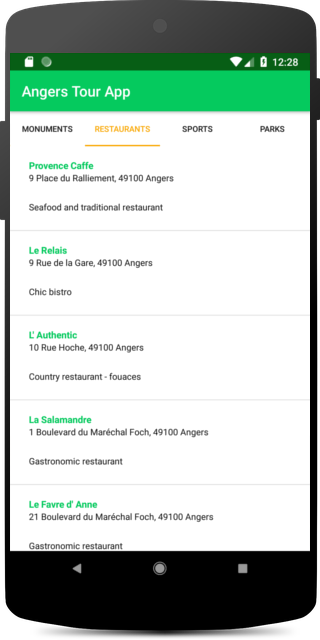 12:28
Angers Tour App
MONUMENTS RESTAURANTS SPORTS PARKS
Provence Caffe
9 Place du Ralliement, 49100 Angers
Seafood and traditional restaurant
Le Relais
9 Rue de la Gare, 49100 Angers
Chic bistro
L' Authentic
10 Rue Hoche, 49100 Angers
Country restaurant - fouaces
La Salamandre
1 Boulevard du Maréchal Foch, 49100 Angers
Gastronomic restaurant
Le Favre d' Anne
21 Boulevard du Maréchal Foch, 49100 Angers
Gastronomic restaurant